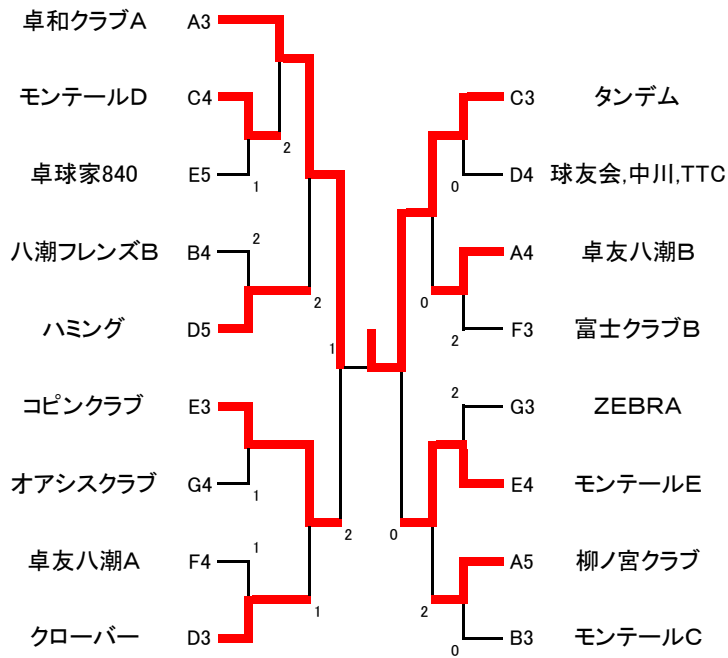 卓和クラブA A3
モンテールD C4
2
卓球家840 E5
1
八潮フレンズB B4
2
ハミング D5
2
1
コピンクラブ E3
オアシスクラブ G4
1
卓友八潮A F4
1
2
クローバー D3
1
C3 タンデム
D4 球友会,中川,TTC
0
A4 卓友八潮B
0
F3 富士クラブB
2
G3 ZEBRA
2
E4 モンテールE
0
A5 柳ノ宮クラブ
2
B3 モンテールC
0